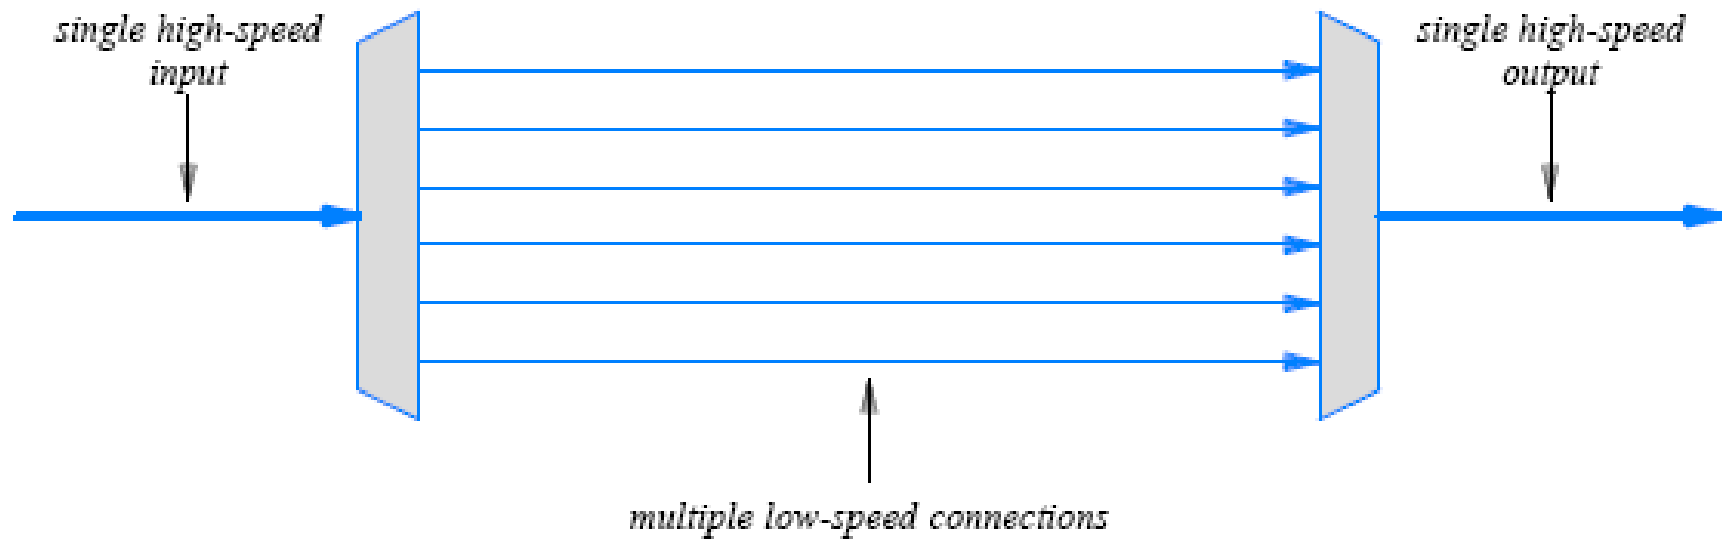 single high-speed
input
single high-speed
output
multiple low-speed connections